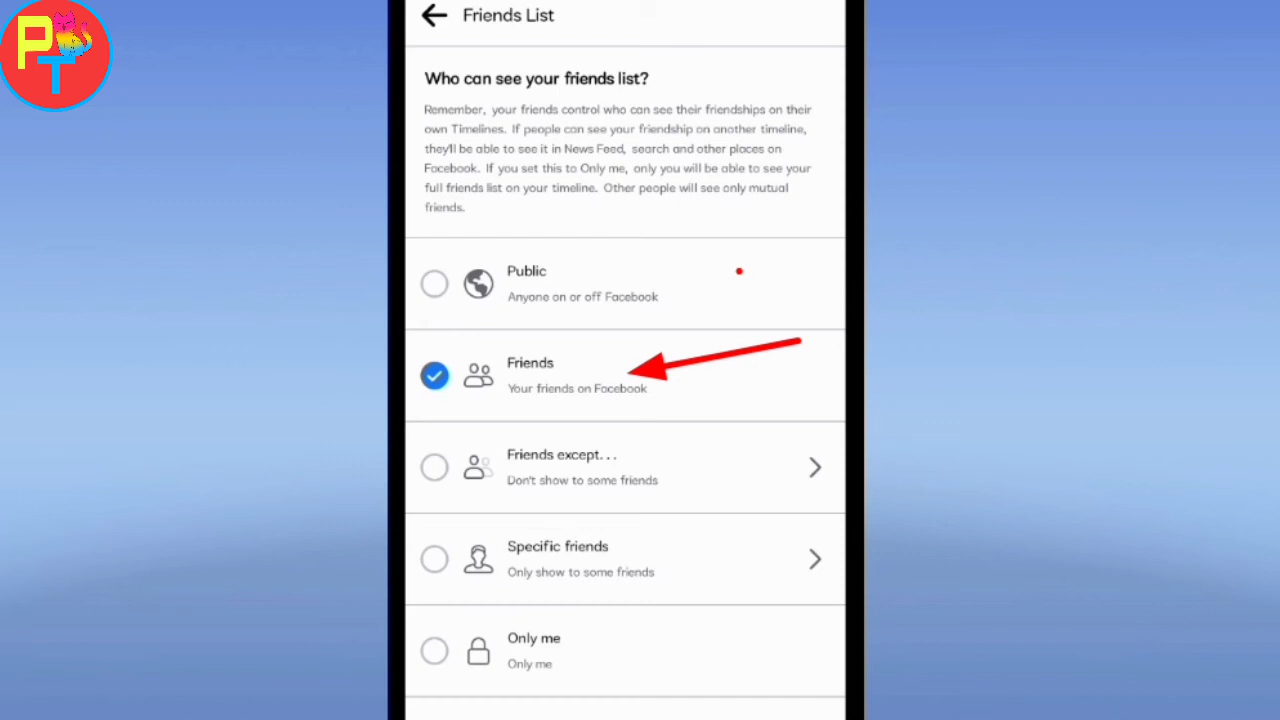 PT
Friends List
Who can see your friends list?
Remember, your friends control who can see their friendships on their
own Timelines. If people can see your friendship on another timeline,
they'll be able to see it in News Feed, search and other places on
Facebook. If you set this to Only me, only you will be able to see your
full friends list on your timeline. Other people will see only mutual
friends.
Public
Anyone on or off Facebook
Friends
Your friends on Facebook
Friends except...
Don't show to some friends
Specific friends
Only show to some friends
Only me
Only me